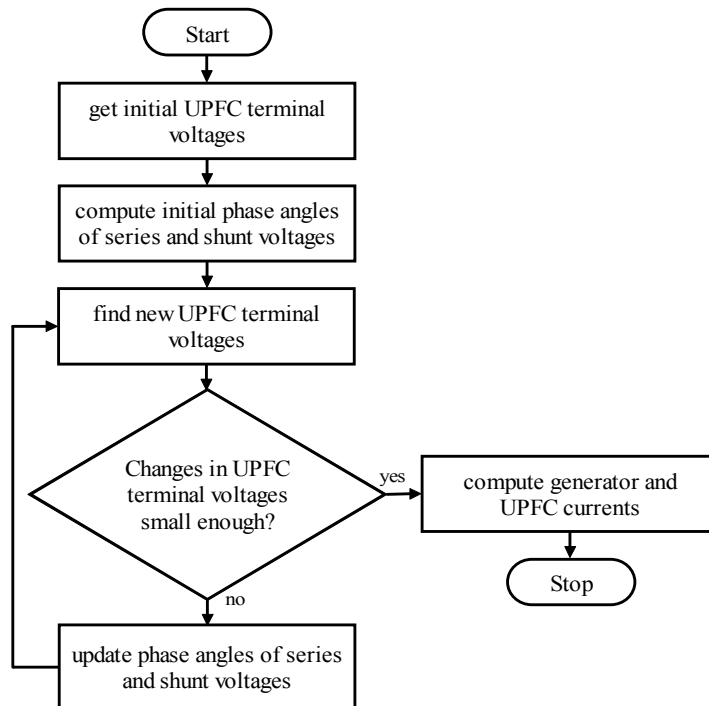 Start
get initial UPFC terminal
voltages
compute initial phase angles
of series and shunt voltages
find new UPFC terminal
voltages
Changes in UPFC
terminal voltages
small enough?
yes
compute generator and
UPFC currents
Stop
no
update phase angles of series
and shunt voltages